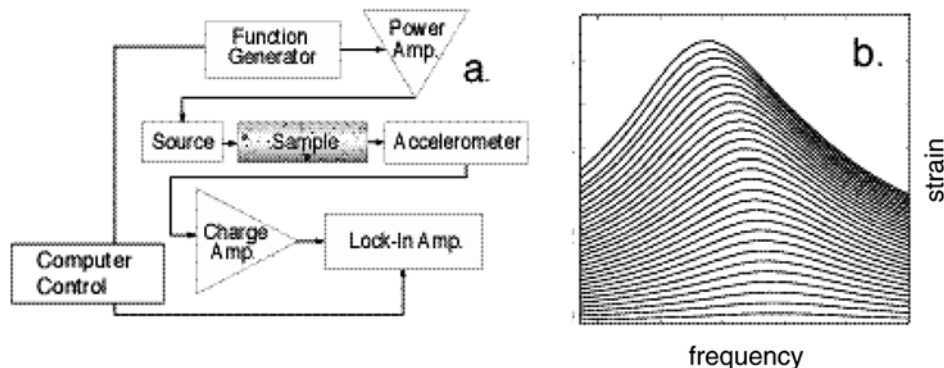 Function
Generator
Power
Amp.
a.
Source
Sample
Accelerometer
Charge
Amp.
Lock-In Amp.
Computer
Control
b.
strain
frequency